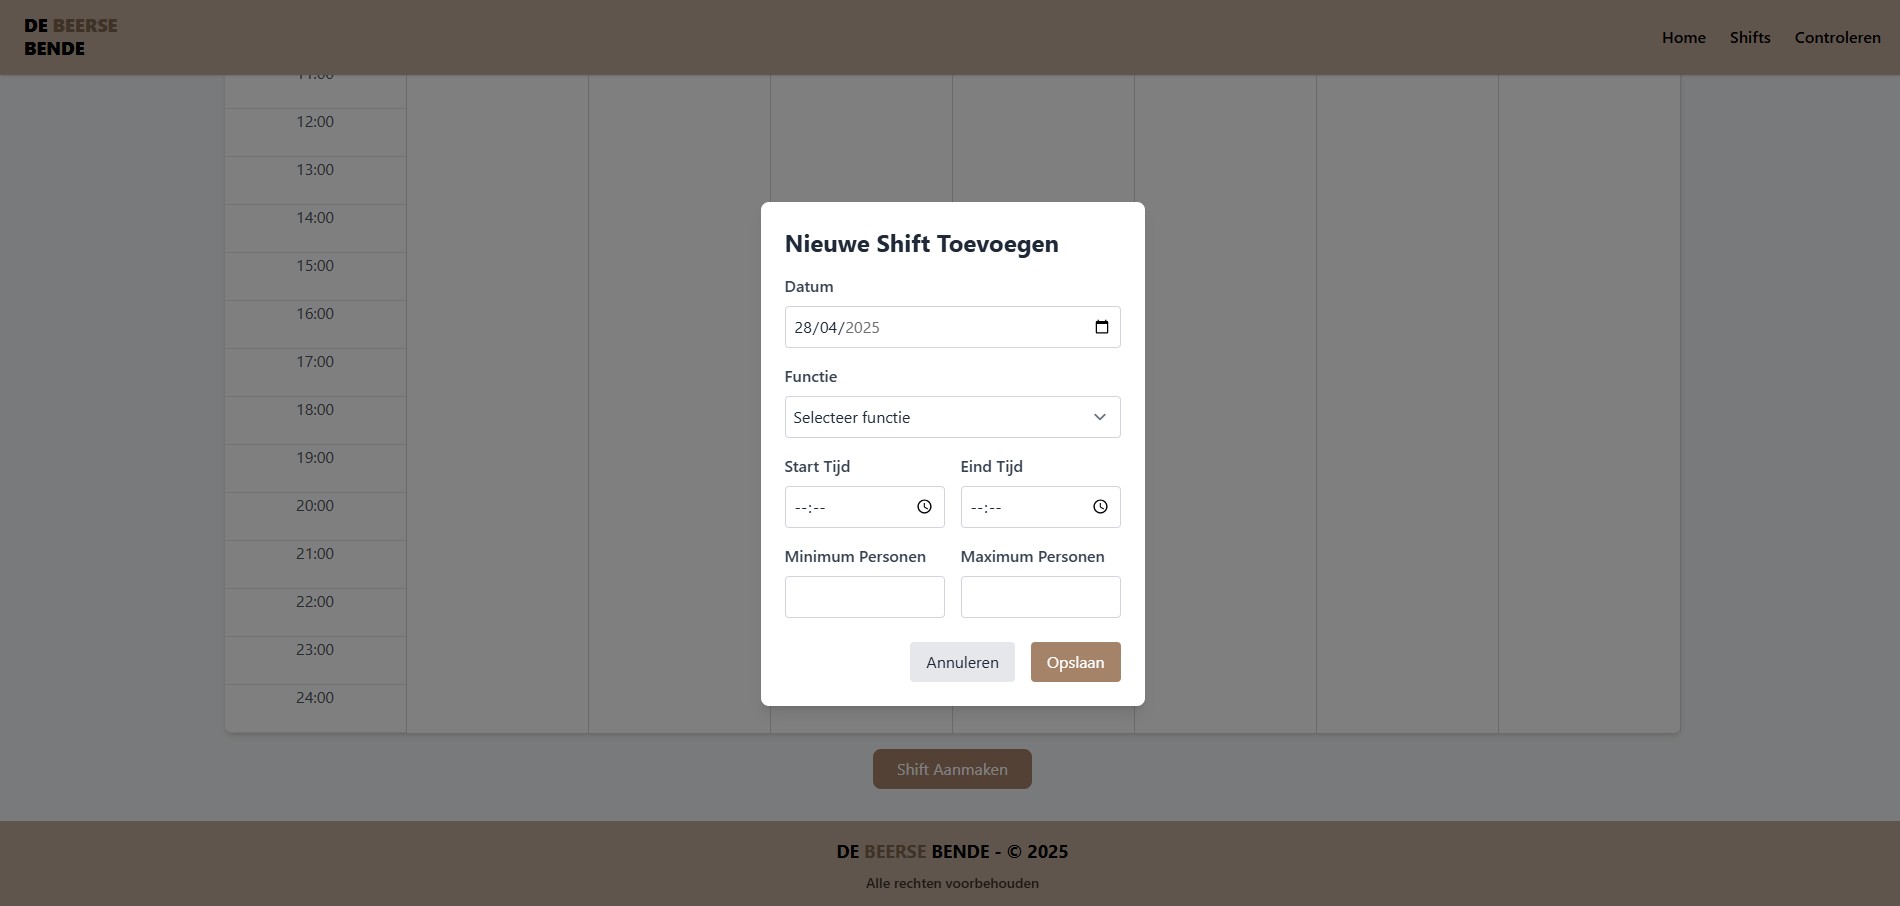 DE BEERSE
BENDE
Home Shifts Controleren
12:00
13:00
14:00
15:00
16:00
17:00
18:00
19:00
20:00
21:00
22:00
23:00
24:00
Nieuwe Shift Toevoegen
Datum
28/04/2025
Functie
Selecteer functie
Start Tijd Eind Tijd
--:-- --:--
Minimum Personen Maximum Personen
Annuleren Opslaan
Shift Aanmaken
DE BEERSE BENDE - © 2025
Alle rechten voorbehouden